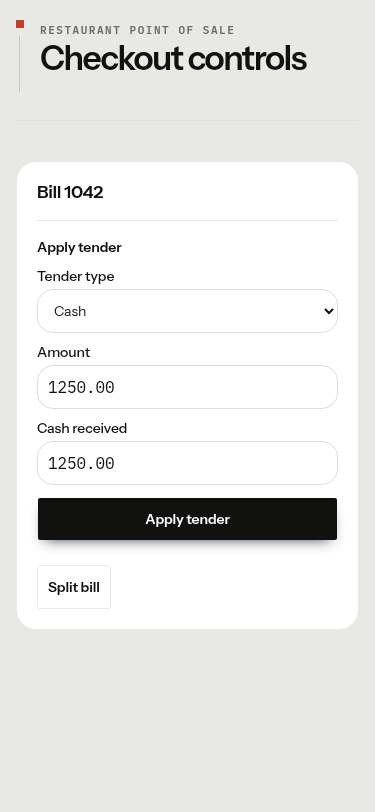 RESTAURANT POINT OF SALE
Checkout controls
Bill 1042
Apply tender
Tender type
Cash
Amount
1250.00
Cash received
1250.00
Apply tender
Split bill